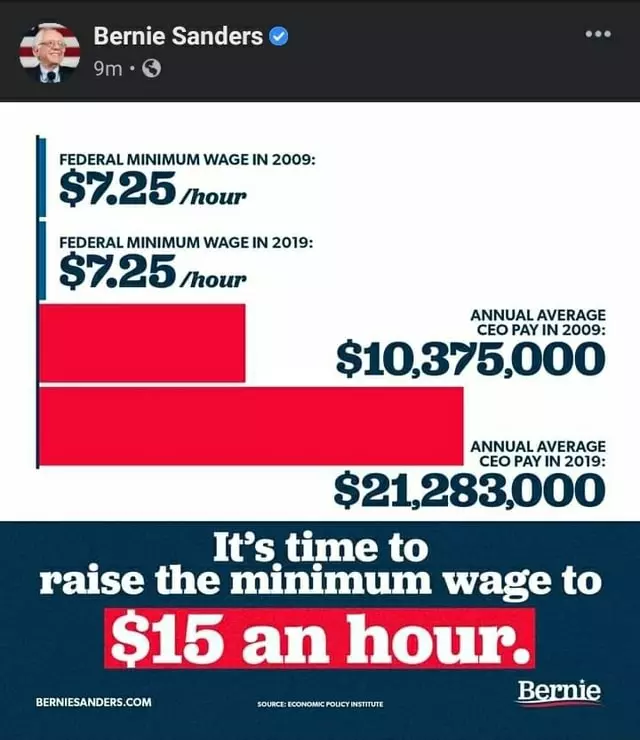 Bernie Sanders
9m ·
FEDERAL MINIMUM WAGE IN 2009:
$7.25 /hour
FEDERAL MINIMUM WAGE IN 2019:
$7.25 /hour
ANNUAL AVERAGE
CEO PAY IN 2009:
$10,375,000
ANNUAL AVERAGE
CEO PAY IN 2019:
$21,283,000
It's time to
raise the minimum wage to
$15 an hour.
Bernie
BERNIESANDERS.COM
SOURCE: ECONOMIC POLICY INSTITUTE